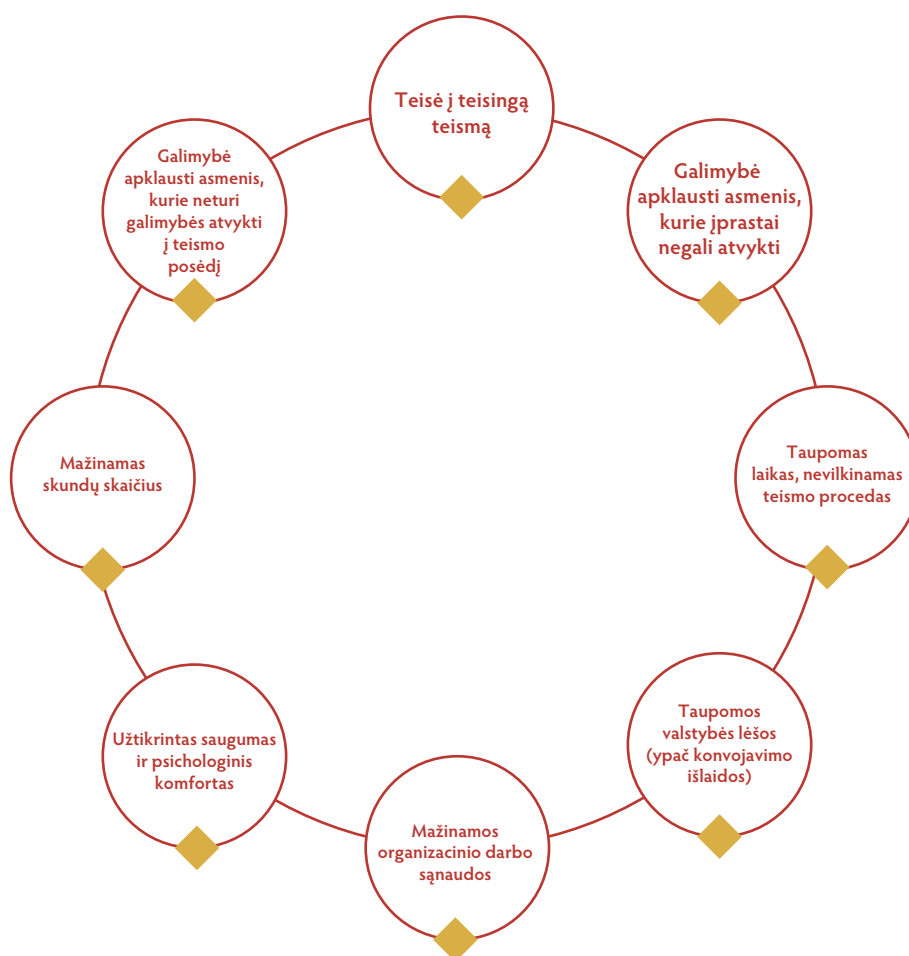 Teisė į teisingą
teismą
Galimybė
apklausti asmenis,
kurie neturi
galimybės atvykti
į teismo
posėdį
Galimybė
apklausti asmenis,
kurie įprastai
negali atvykti
Mažinamas
skundų skaičius
Taupomas
laikas, nevilkinamas
teismo procedas
Užtikrintas saugumas
ir psichologinis
komfortas
Taupomos
valstybės lėšos
(ypač konvojavimo
išlaidos)
Mažinamos
organizacinio darbo
sąnaudos